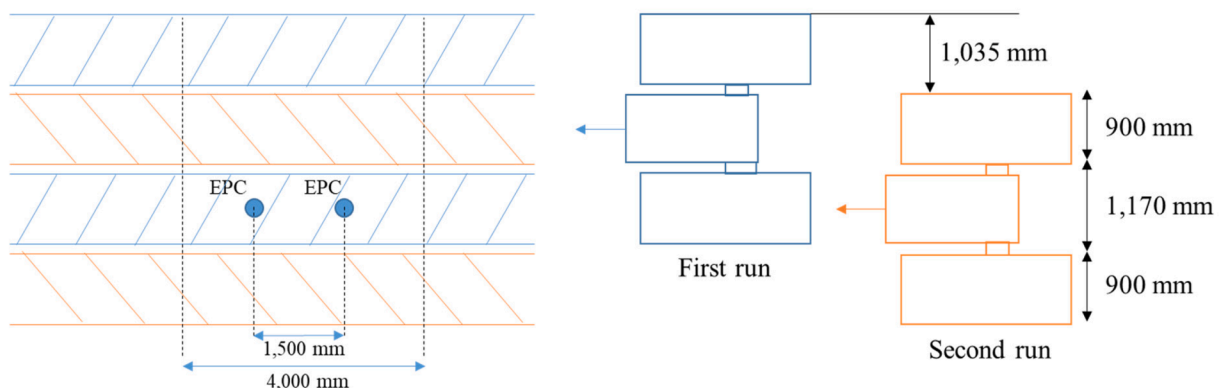 EPC EPC
1,500 mm
4,000 mm
First run
1,035 mm
900 mm
1,170 mm
900 mm
Second run